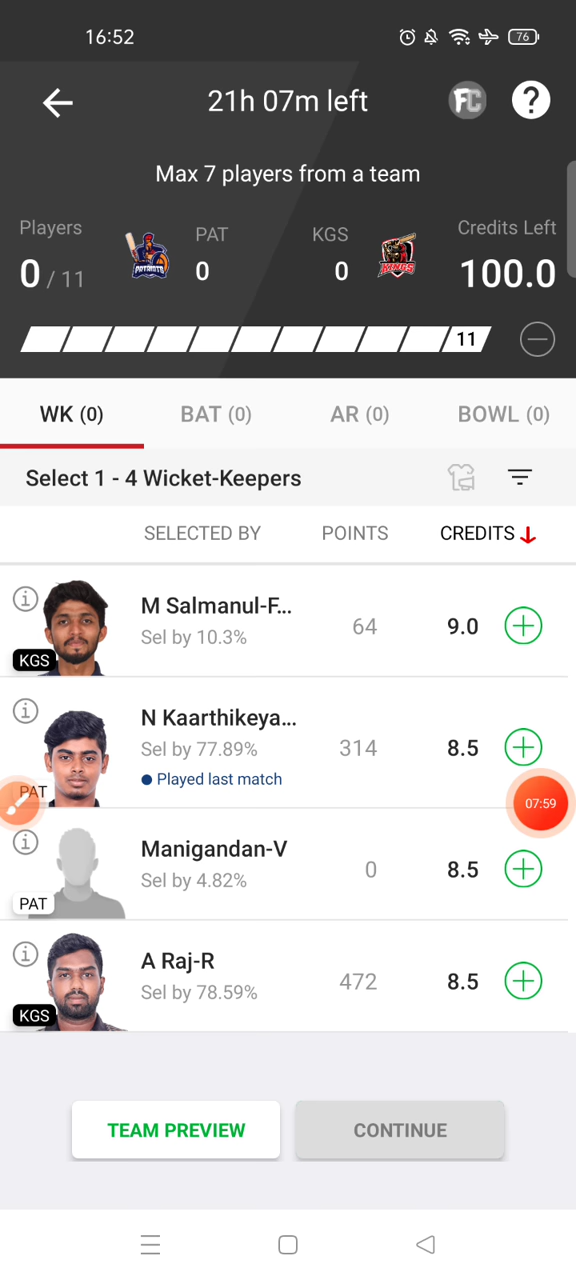 16:52
76
21h 07m left
FC
?
Max 7 players from a team
Players
PAT
KGS
Credits Left
0 / 11
PATRIOTS
0
0
KINGS
100.0
11
WK (0)
BAT (0)
AR (0)
BOWL (0)
Select 1 - 4 Wicket-Keepers
SELECTED BY
POINTS
CREDITS
M Salmanul-F...
Sel by 10.3%
64
9.0
KGS
N Kaarthikeya...
Sel by 77.89%
314
8.5
Played last match
PAT
07:59
Manigandan-V
Sel by 4.82%
0
8.5
PAT
A Raj-R
Sel by 78.59%
472
8.5
KGS
TEAM PREVIEW
CONTINUE